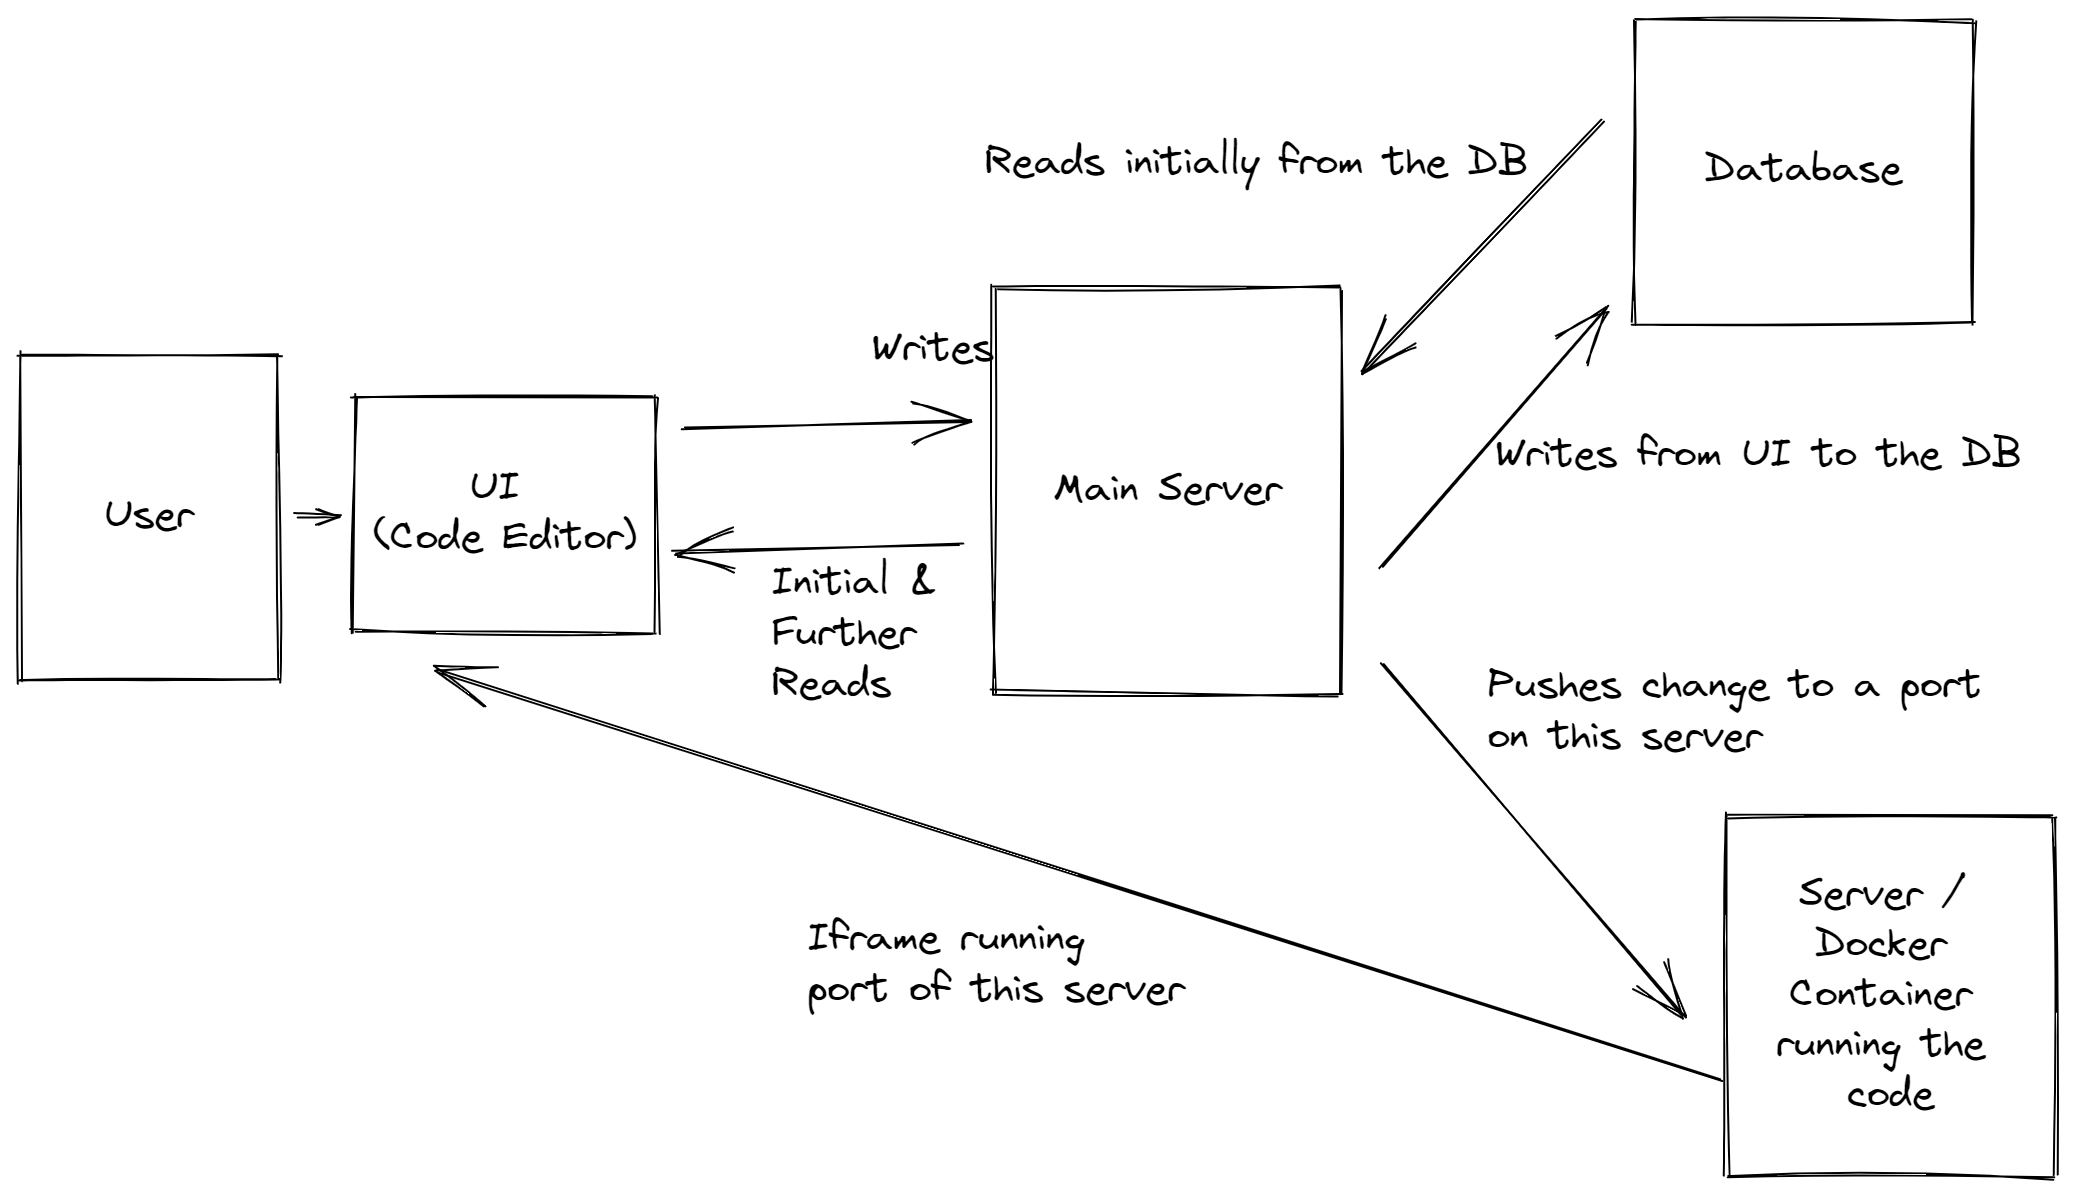 Database
Reads initially from the DB
Writes
Writes from UI to the DB
User
UI
(Code Editor)
Main Server
Initial &
Further
Reads
Pushes change to a port
on this server
Iframe running
port of this server
Server /
Docker
Container
running the
code